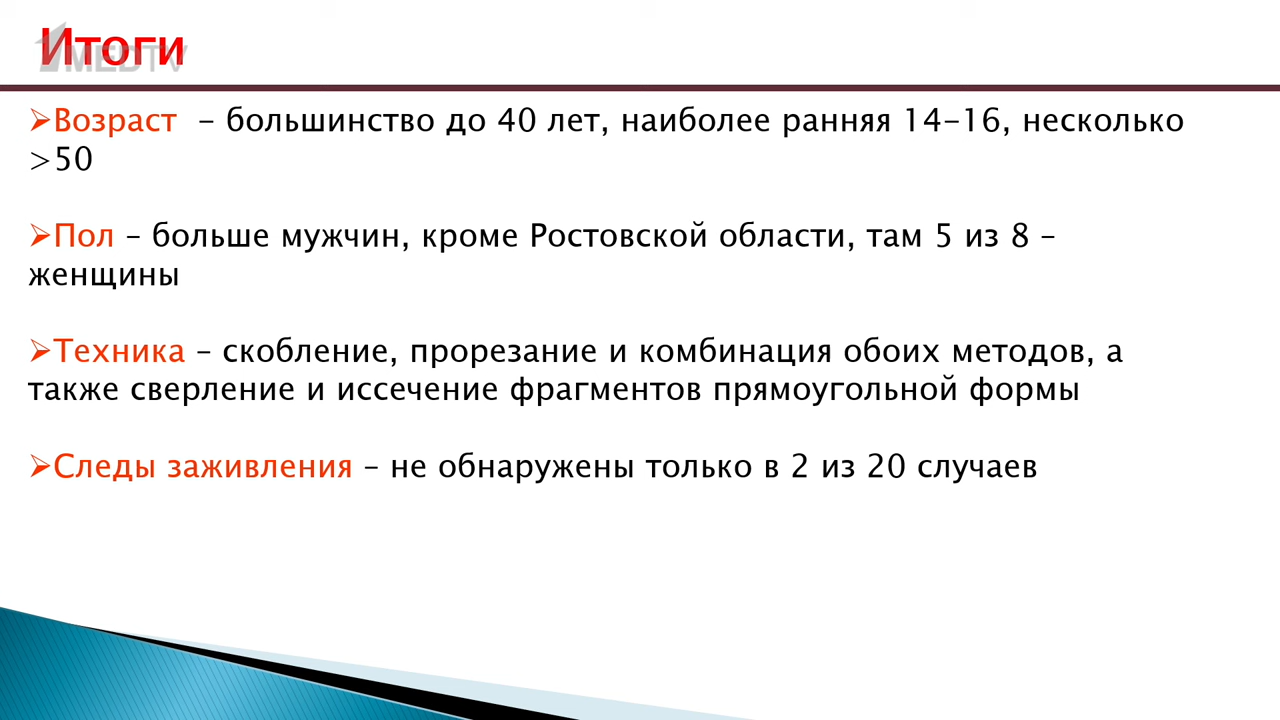 Итоги
1MEDTV
➢Возраст – большинство до 40 лет, наиболее ранняя 14-16, несколько
>50
➢Пол – больше мужчин, кроме Ростовской области, там 5 из 8 –
женщины
➢Техника – скобление, прорезание и комбинация обоих методов, а
также сверление и иссечение фрагментов прямоугольной формы
➢Следы заживления – не обнаружены только в 2 из 20 случаев